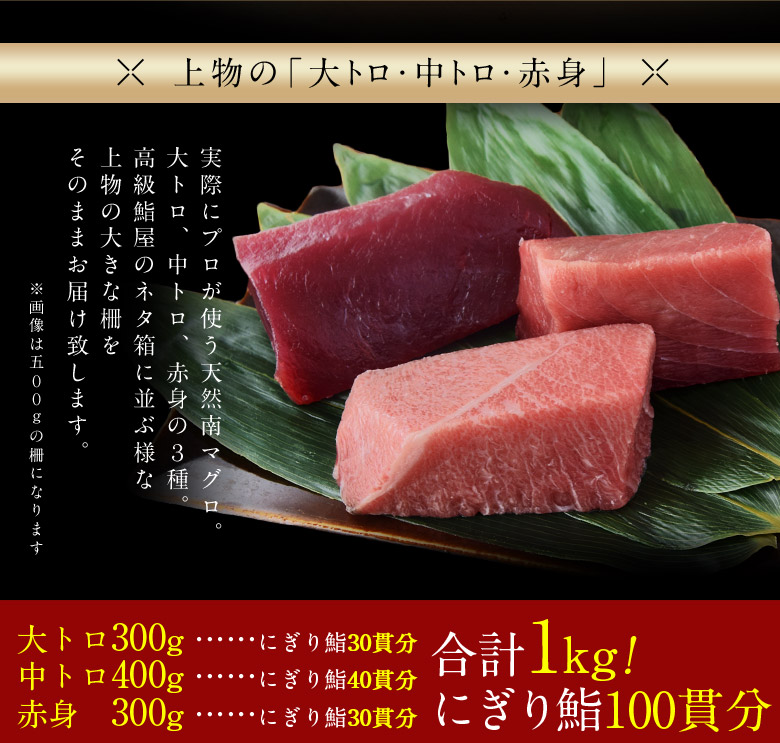 上物の「大トロ・中トロ・赤身」
実際にプロが使う天然南マグロ。
大トロ、中トロ、赤身の3種。
高級鮨屋のネタ箱に並ぶ様な
上物の大きな柵を
そのままお届け致します。
※画像は五００gの柵になります
大トロ300g ……にぎり鮨30貫分
中トロ400g ……にぎり鮨40貫分
赤身 300g ……にぎり鮨30貫分
合計1kg!
にぎり鮨100貫分